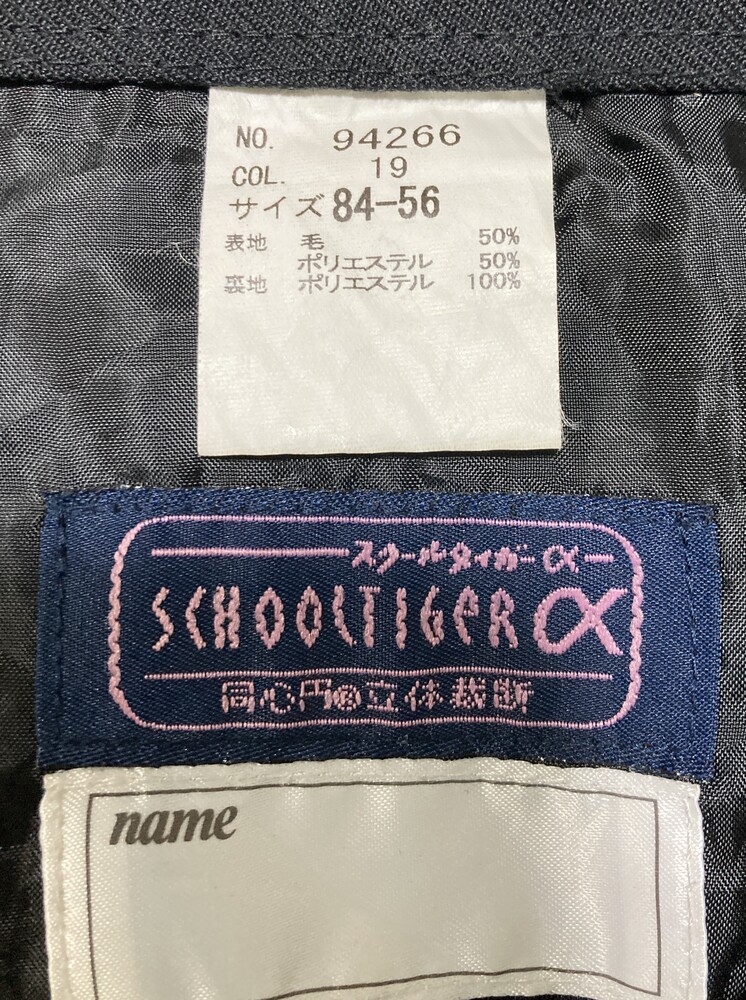 NO. 94266
COL. 19
サイズ 84-56
表地 毛 50%
ポリエステル 50%
裏地 ポリエステル 100%
スクールタイガーα
SCHOOLTIGER α
同心円の立体裁断
name